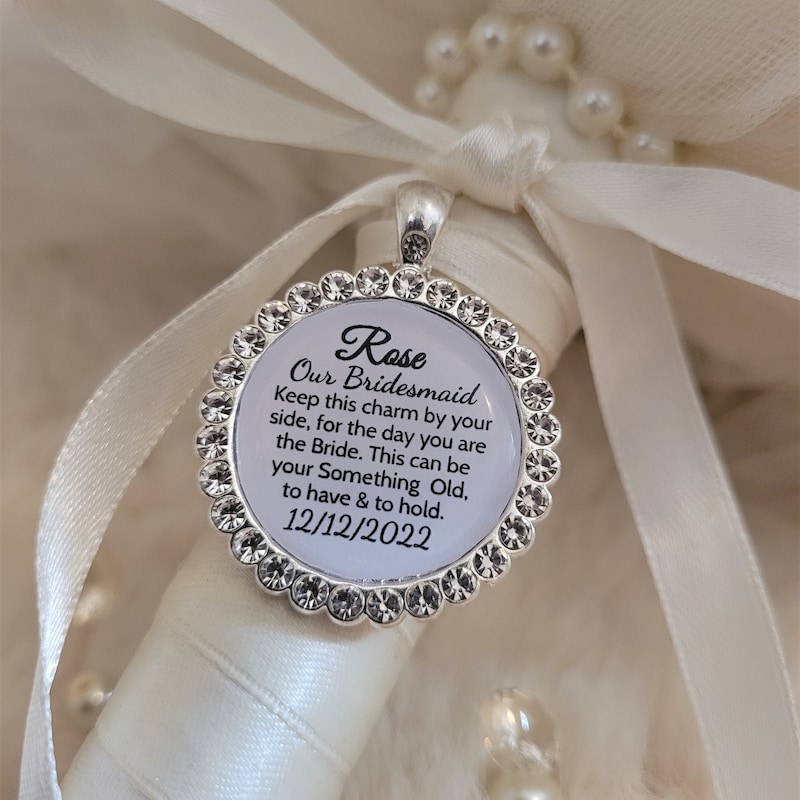 Rose
Our Bridesmaid
Keep this charm by your
side, for the day you are
the Bride. This can be
your Something Old,
to have & to hold.
12/12/2022